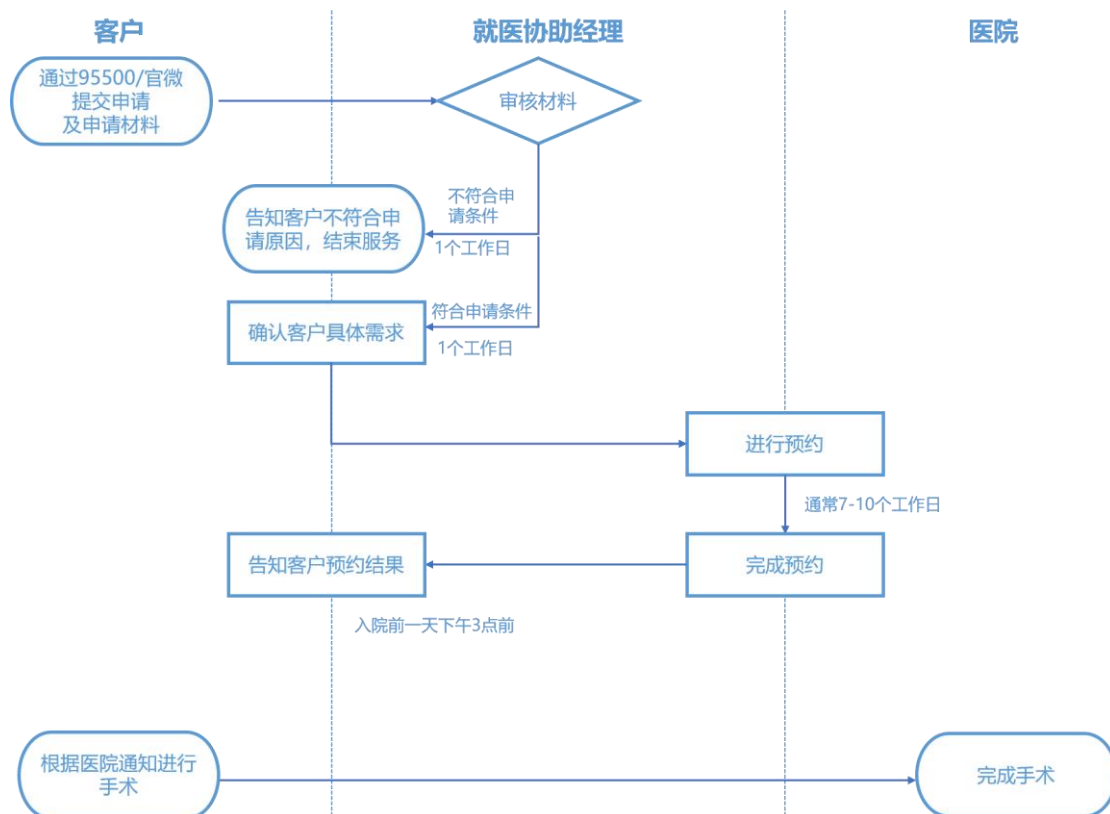 客户
就医协助经理
医院
通过95500/官微
提交申请
及申请材料
审核材料
不符合申
请条件
告知客户不符合申
请原因，结束服务
1个工作日
符合申请条件
确认客户具体需求
1个工作日
进行预约
通常7-10个工作日
告知客户预约结果
完成预约
入院前一天下午3点前
根据医院通知进行
手术
完成手术